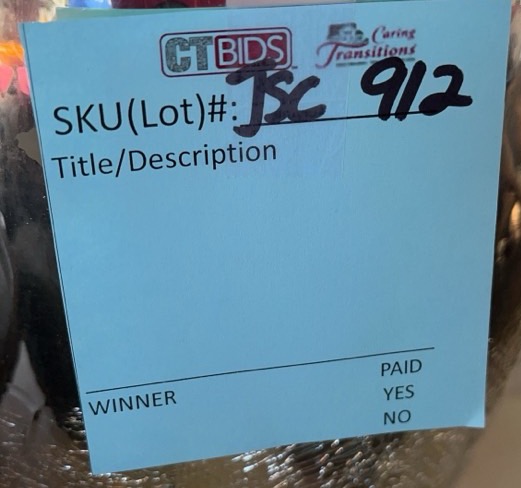 CTBIDS Caring Transitions
SKU(Lot)#: JSC 912
Title/Description
PAID
WINNER YES
NO